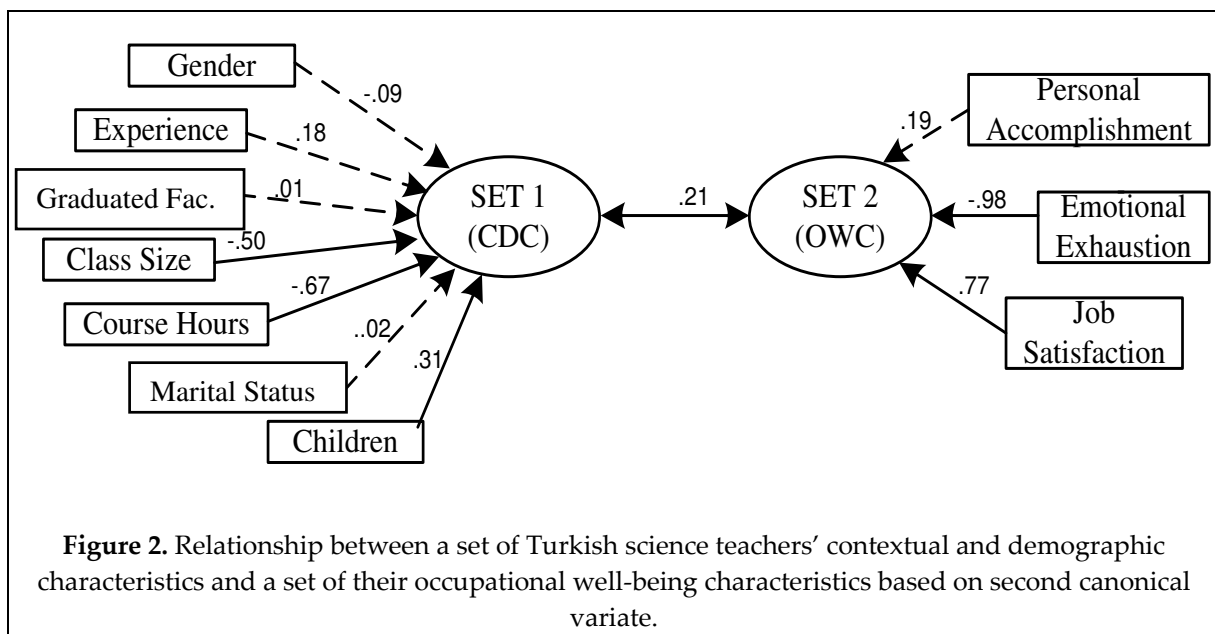 Gender
-.09
Experience
.18
Graduated Fac.
.01
Class Size
-.50
Course Hours
-.67
Marital Status
..02
Children
.31
SET 1
(CDC)
.21
SET 2
(OWC)
Personal
Accomplishment
.19
Emotional
Exhaustion
-.98
Job
Satisfaction
.77
Figure 2. Relationship between a set of Turkish science teachers’ contextual and demographic
characteristics and a set of their occupational well-being characteristics based on second canonical
variate.